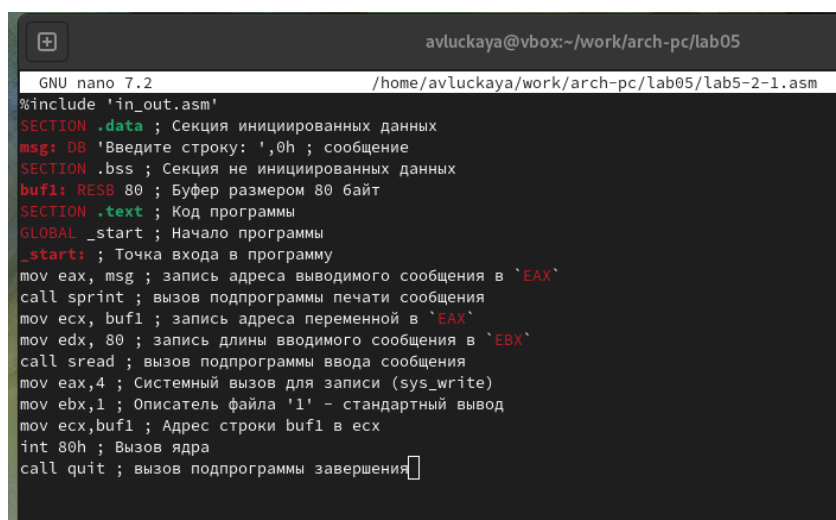 avluckaya@vbox:~/work/arch-pc/lab05
GNU nano 7.2 /home/avluckaya/work/arch-pc/lab05/lab5-2-1.asm
%include 'in_out.asm'
SECTION .data ; Секция инициированных данных
msg: DB 'Введите строку: ',0h ; сообщение
SECTION .bss ; Секция не инициированных данных
buf1: RESB 80 ; Буфер размером 80 байт
SECTION .text ; Код программы
GLOBAL _start ; Начало программы
_start: ; Точка входа в программу
mov eax, msg ; запись адреса выводимого сообщения в `EAX`
call sprint ; вызов подпрограммы печати сообщения
mov ecx, buf1 ; запись адреса переменной в `EAX`
mov edx, 80 ; запись длины вводимого сообщения в `EBX`
call sread ; вызов подпрограммы ввода сообщения
mov eax,4 ; Системный вызов для записи (sys_write)
mov ebx,1 ; Описатель файла '1' - стандартный вывод
mov ecx,buf1 ; Адрес строки buf1 в ecx
int 80h ; Вызов ядра
call quit ; вызов подпрограммы завершения